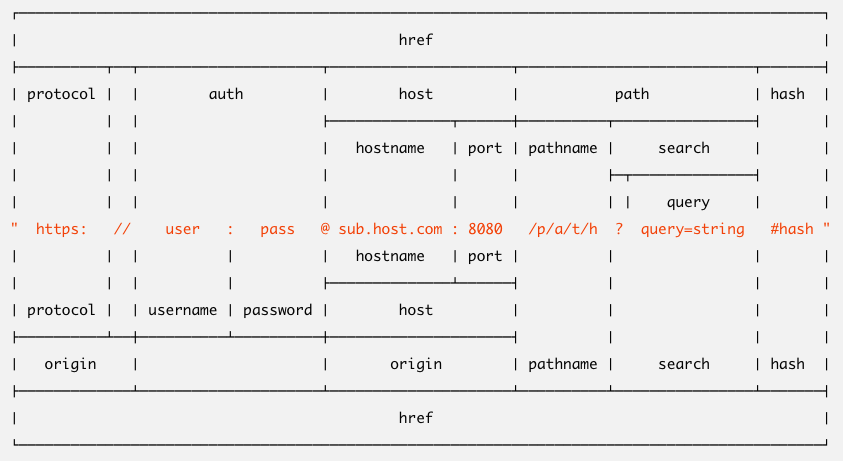 href
protocol auth host path hash
hostname port pathname search
query
" https: // user : pass @ sub.host.com : 8080 /p/a/t/h ? query=string #hash "
hostname port
protocol username password host
origin origin pathname search hash
href